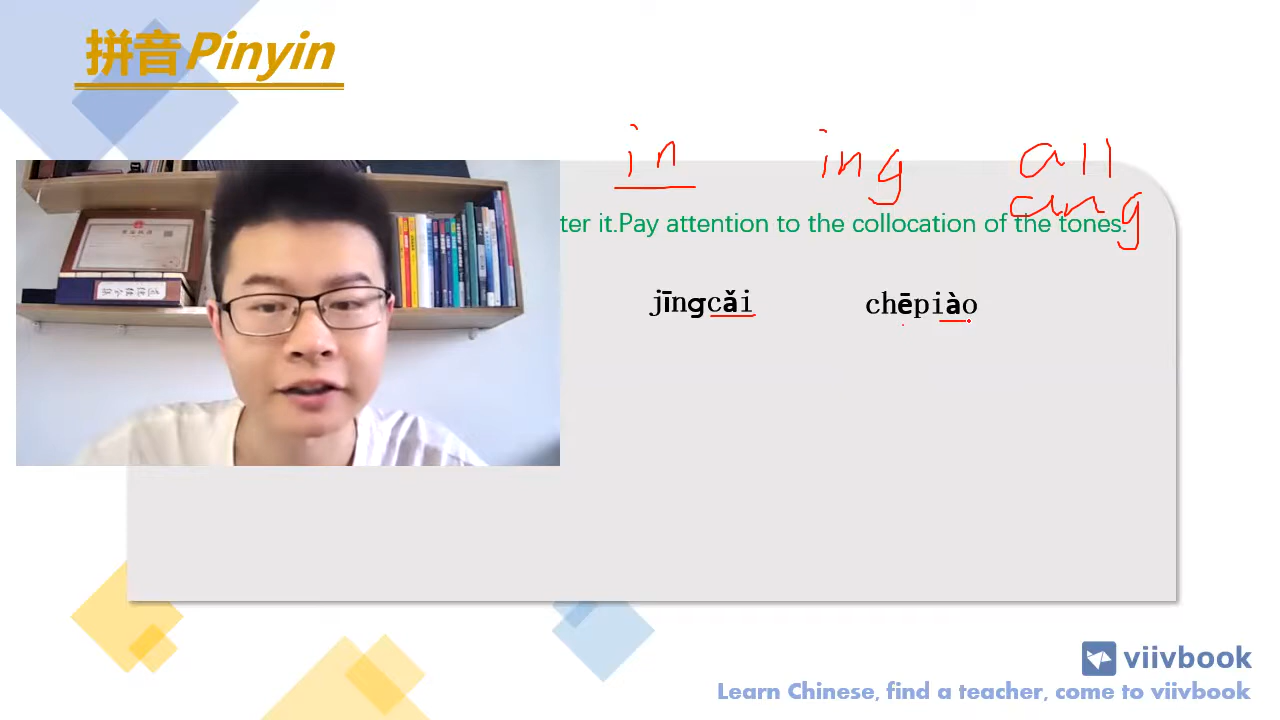 拼音Pinyin
in ing all
ang
ter it.Pay attention to the collocation of the tones.
jīngcǎi chēpiào
viivbook
Learn Chinese, find a teacher, come to viivbook